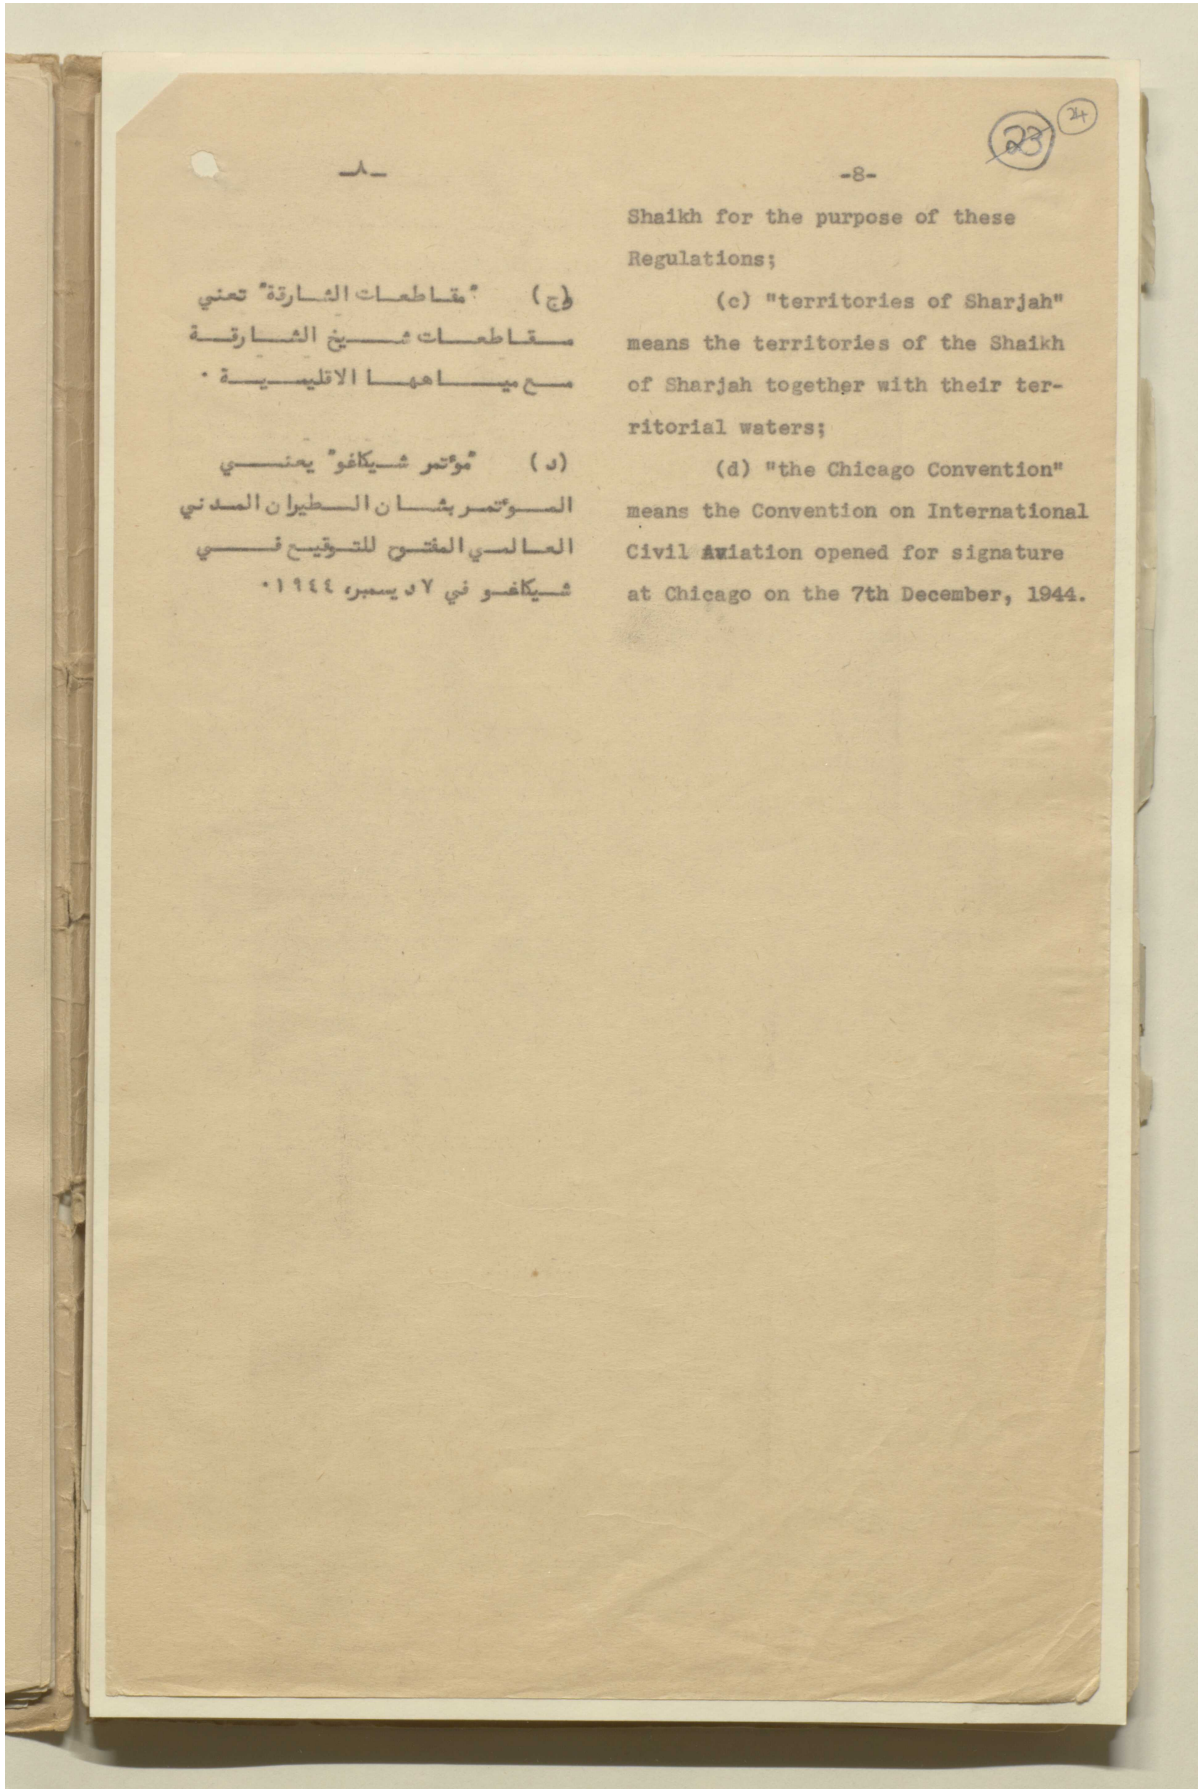 23
24
-8-
Shaikh for the purpose of these
Regulations;
(c) "territories of Sharjah"
means the territories of the Shaikh
of Sharjah together with their ter-
ritorial waters;
(d) "the Chicago Convention"
means the Convention on International
Civil Aviation opened for signature
at Chicago on the 7th December, 1944.
-٨-
(ج) "مقاطعات الشارقة" تعني
مقاطعات شيخ الشارقة
مع مياهها الاقليمية .
(د) "موءتمر شيكاغو" يعني
الموءتمر بشان الطيران المدني
العالمي المفتوح للتوقيع في
شيكاغو في ٧ ديسمبر، ١٩٤٤.